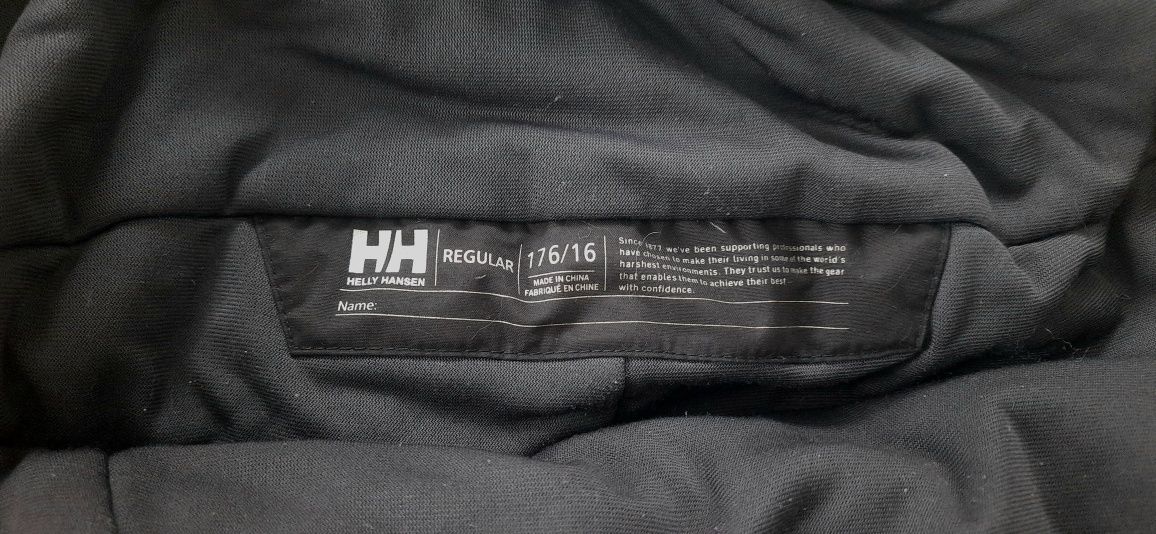 HH
HELLY HANSEN
REGULAR
176/16
MADE IN CHINA
FABRIQUÉ EN CHINE
Since 1877 we've been supporting professionals who
have chosen to make their living in some of the world's
harshest environments. They trust us to make the gear
that enables them to achieve their best
with confidence.
Name: